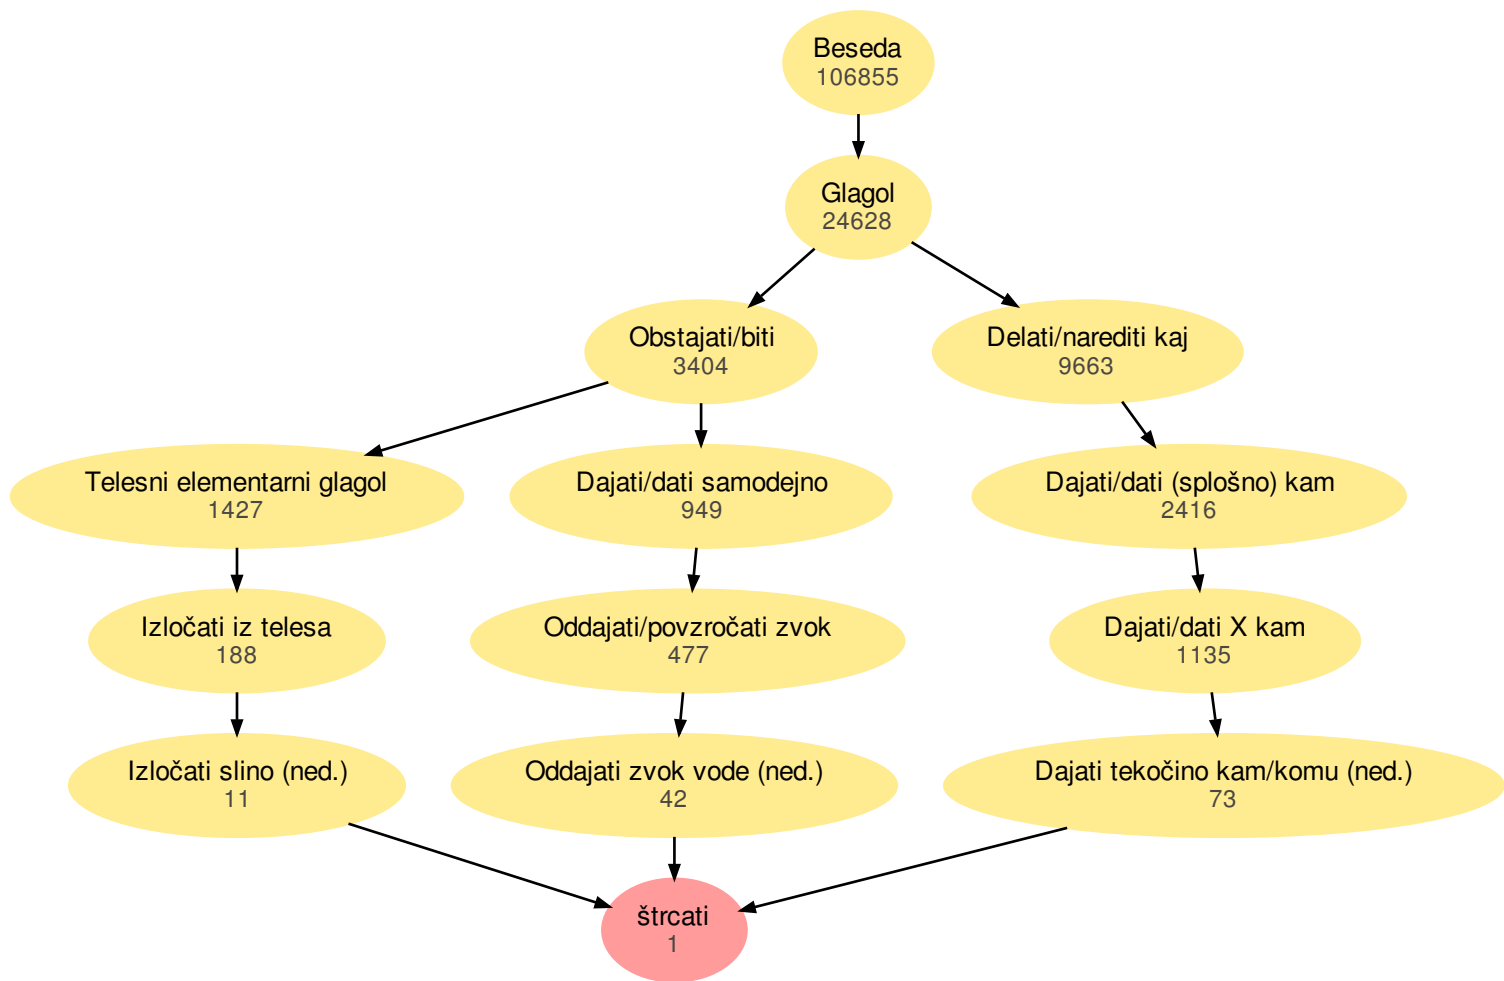 Beseda
106855
Glagol
24628
Obstajati/biti
3404
Delati/narediti kaj
9663
Telesni elementarni glagol
1427
Dajati/dati samodejno
949
Dajati/dati (splošno) kam
2416
Izločati iz telesa
188
Oddajati/povzročati zvok
477
Dajati/dati X kam
1135
Izločati slino (ned.)
11
Oddajati zvok vode (ned.)
42
Dajati tekočino kam/komu (ned.)
73
štrcati
1